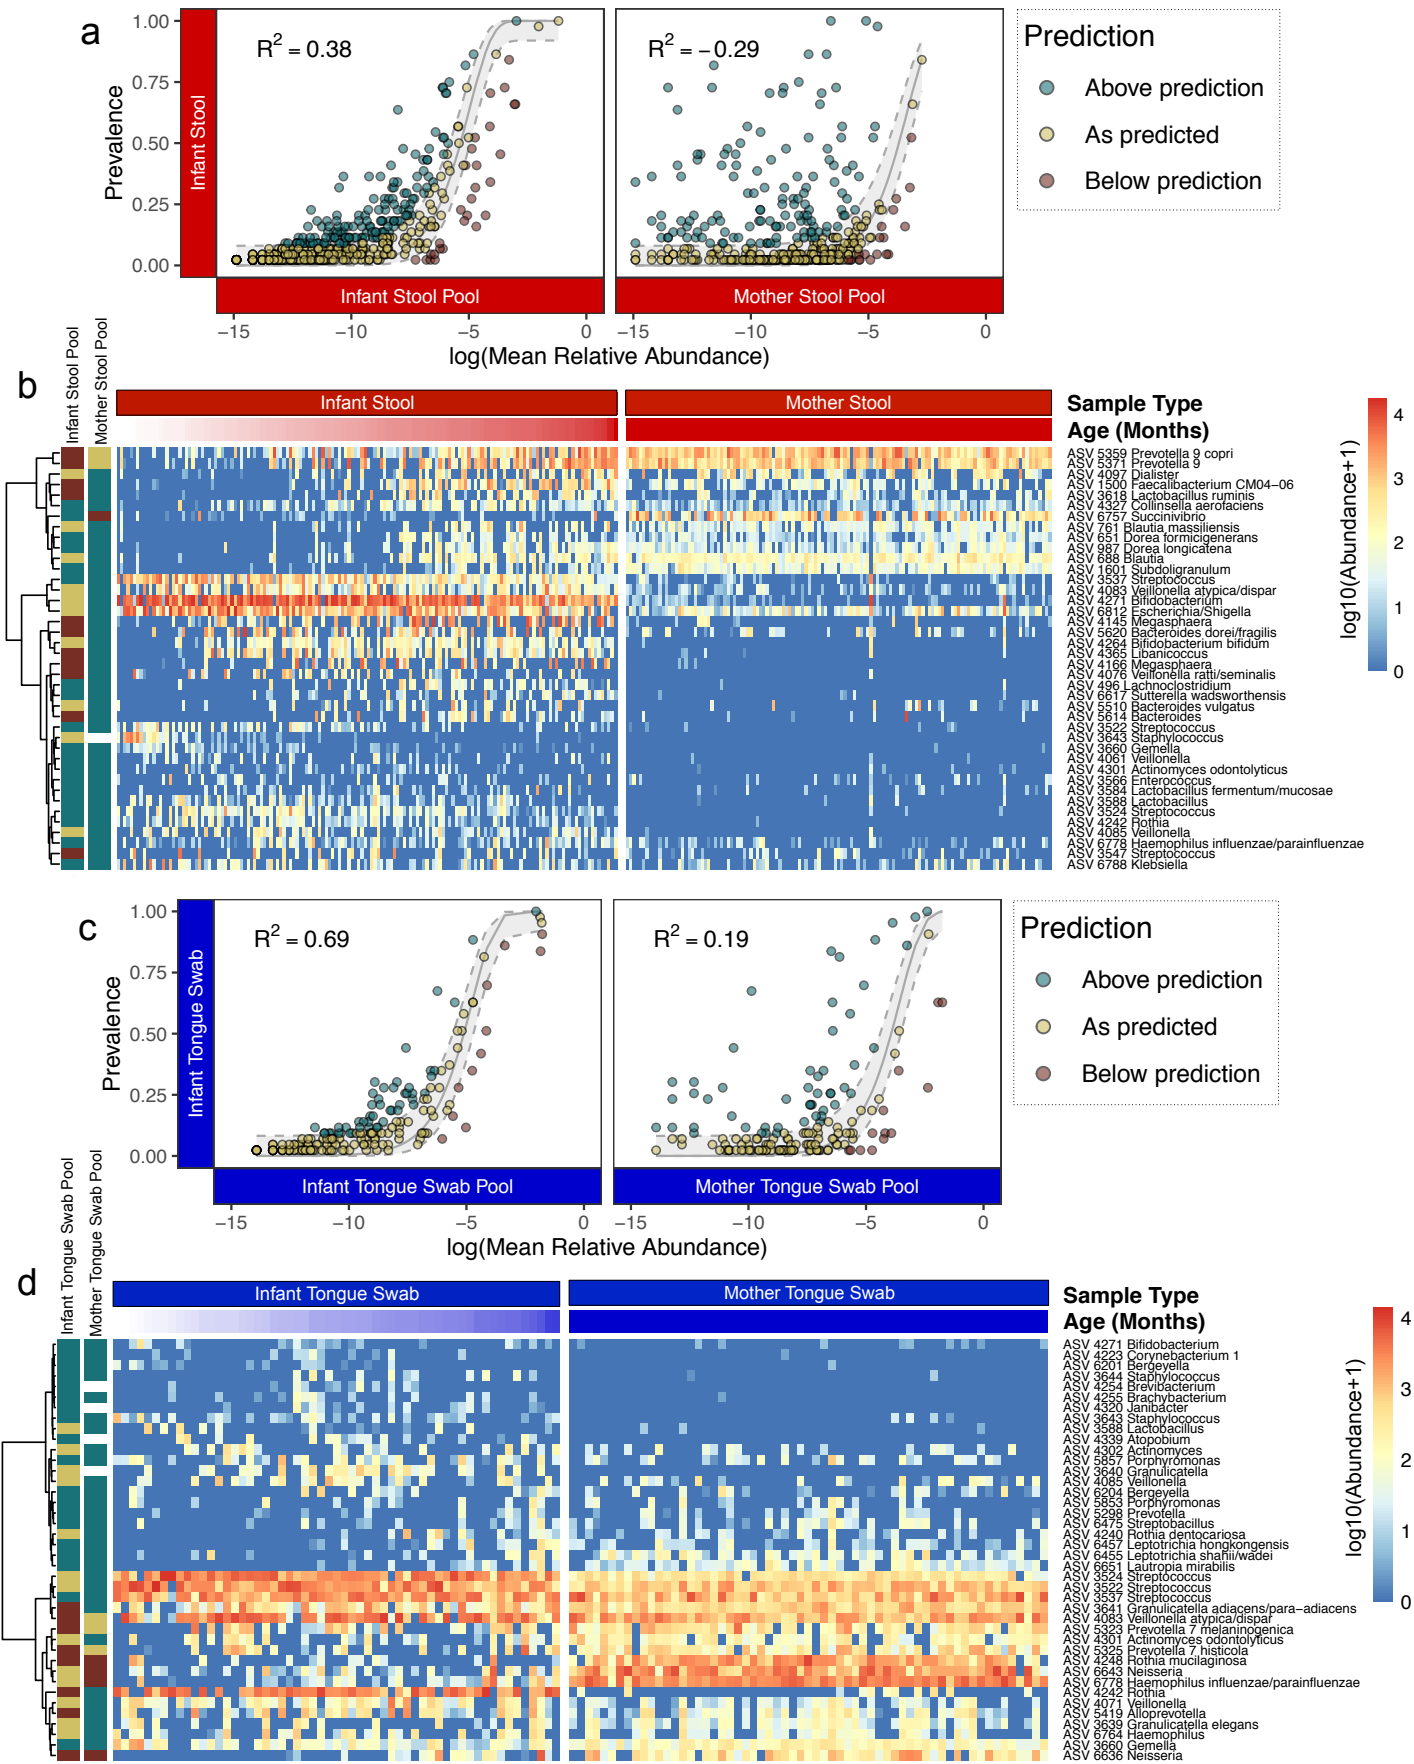 a
R2 = 0.38
R2 = −0.29
Prevalence
1.00
0.75
0.50
0.25
0.00
Infant Stool
Infant Stool Pool
Mother Stool Pool
−15
−10
−5
0
−15
−10
−5
0
log(Mean Relative Abundance)
Prediction
Above prediction
As predicted
Below prediction
b
Infant Stool Pool
Mother Stool Pool
Infant Stool
Mother Stool
Sample Type
Age (Months)
ASV 5359 Prevotella 9 copri
ASV 5371 Prevotella 9
ASV 4097 Dialister
ASV 1500 Faecalibacterium CM04−06
ASV 3618 Lactobacillus ruminis
ASV 4327 Collinsella aerofaciens
ASV 6757 Succinivibrio
ASV 761 Blautia massiliensis
ASV 651 Dorea formicigenerans
ASV 987 Dorea longicatena
ASV 688 Blautia
ASV 1601 Subdoligranulum
ASV 3537 Streptococcus
ASV 4083 Veillonella atypica/dispar
ASV 4271 Bifidobacterium
ASV 6812 Escherichia/Shigella
ASV 4145 Megasphaera
ASV 5620 Bacteroides dorei/fragilis
ASV 4264 Bifidobacterium bifidum
ASV 4365 Libanicoccus
ASV 4166 Megasphaera
ASV 4076 Veillonella ratti/seminalis
ASV 496 Lachnoclostridium
ASV 6617 Sutterella wadsworthensis
ASV 5510 Bacteroides vulgatus
ASV 5614 Bacteroides
ASV 3522 Streptococcus
ASV 3643 Staphylococcus
ASV 3660 Gemella
ASV 4061 Veillonella
ASV 4301 Actinomyces odontolyticus
ASV 3566 Enterococcus
ASV 3584 Lactobacillus fermentum/mucosae
ASV 3588 Lactobacillus
ASV 3524 Streptococcus
ASV 4242 Rothia
ASV 4085 Veillonella
ASV 6778 Haemophilus influenzae/parainfluenzae
ASV 3547 Streptococcus
ASV 6788 Klebsiella
log10(Abundance+1)
4
3
2
1
0
c
R2 = 0.69
R2 = 0.19
Prevalence
1.00
0.75
0.50
0.25
0.00
Infant Tongue Swab
Infant Tongue Swab Pool
Mother Tongue Swab Pool
−15
−10
−5
0
−15
−10
−5
0
log(Mean Relative Abundance)
Prediction
Above prediction
As predicted
Below prediction
d
Infant Tongue Swab Pool
Mother Tongue Swab Pool
Infant Tongue Swab
Mother Tongue Swab
Sample Type
Age (Months)
ASV 4271 Bifidobacterium
ASV 4223 Corynebacterium 1
ASV 6201 Bergeyella
ASV 3644 Staphylococcus
ASV 4254 Brevibacterium
ASV 4255 Brachybacterium
ASV 4320 Janibacter
ASV 3643 Staphylococcus
ASV 3588 Lactobacillus
ASV 4339 Atopobium
ASV 4302 Actinomyces
ASV 5857 Porphyromonas
ASV 3640 Granulicatella
ASV 4085 Veillonella
ASV 6204 Bergeyella
ASV 5853 Porphyromonas
ASV 5298 Prevotella
ASV 6475 Streptobacillus
ASV 4240 Rothia dentocariosa
ASV 6457 Leptotrichia hongkongensis
ASV 6455 Leptotrichia shahii/wadei
ASV 6651 Lautropia mirabilis
ASV 3524 Streptococcus
ASV 3522 Streptococcus
ASV 3537 Streptococcus
ASV 3641 Granulicatella adiacens/para−adiacens
ASV 4083 Veillonella atypica/dispar
ASV 5323 Prevotella 7 melaninogenica
ASV 4301 Actinomyces odontolyticus
ASV 5325 Prevotella 7 histicola
ASV 4248 Rothia mucilaginosa
ASV 6643 Neisseria
ASV 6778 Haemophilus influenzae/parainfluenzae
ASV 4242 Rothia
ASV 4071 Veillonella
ASV 5419 Alloprevotella
ASV 3639 Granulicatella elegans
ASV 6764 Haemophilus
ASV 3660 Gemella
ASV 6636 Neisseria
log10(Abundance+1)
4
3
2
1
0